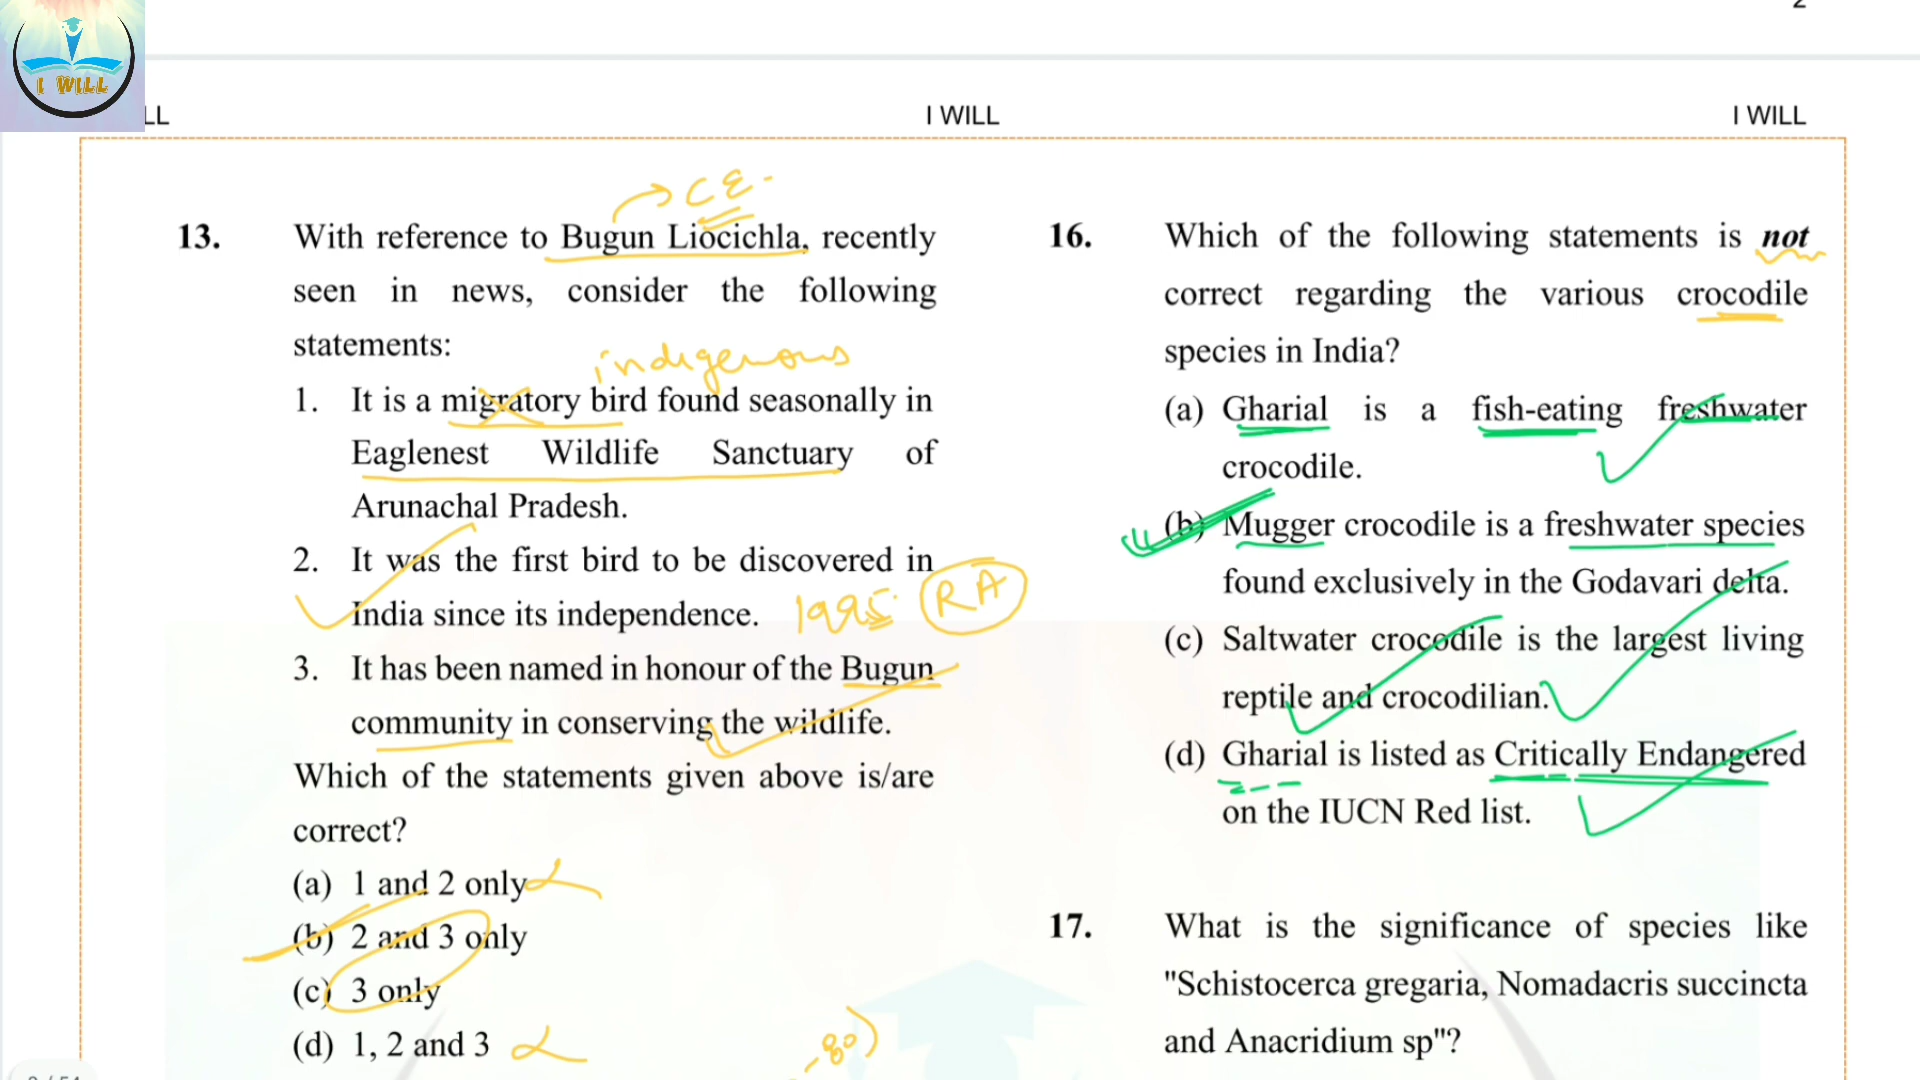 2
I WILL
LL
I WILL
I WILL
CE.
13. With reference to Bugun Liocichla, recently
seen in news, consider the following
statements:
indigenous
1. It is a migratory bird found seasonally in
Eaglenest Wildlife Sanctuary of
Arunachal Pradesh.
2. It was the first bird to be discovered in
India since its independence.
1995.
RA
3. It has been named in honour of the Bugun
community in conserving the wildlife.
Which of the statements given above is/are
correct?
(a) 1 and 2 only
(b) 2 and 3 only
(c) 3 only
(d) 1, 2 and 3
80)
16. Which of the following statements is not
correct regarding the various crocodile
species in India?
(a) Gharial is a fish-eating freshwater
crocodile.
(b) Mugger crocodile is a freshwater species
found exclusively in the Godavari delta.
(c) Saltwater crocodile is the largest living
reptile and crocodilian.
(d) Gharial is listed as Critically Endangered
on the IUCN Red list.
17. What is the significance of species like
"Schistocerca gregaria, Nomadacris succincta
and Anacridium sp"?